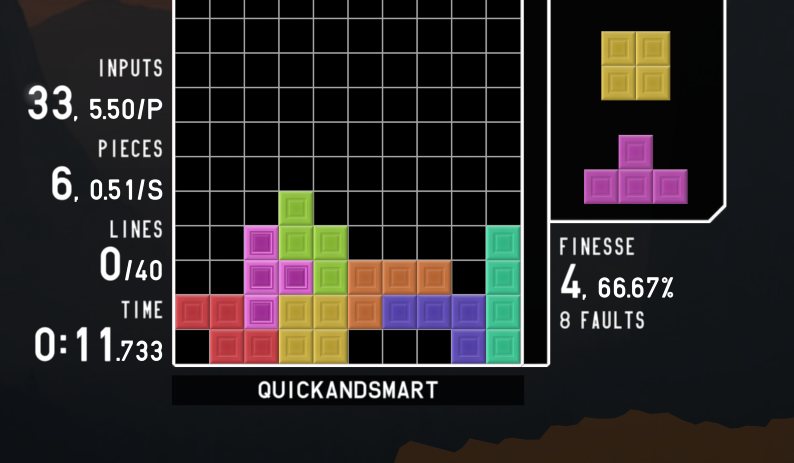 INPUTS
33, 5.50/P
PIECES
6, 0.51/S
LINES
0/40
TIME
0:11.733
FINESSE
4, 66.67%
8 FAULTS
QUICKANDSMART